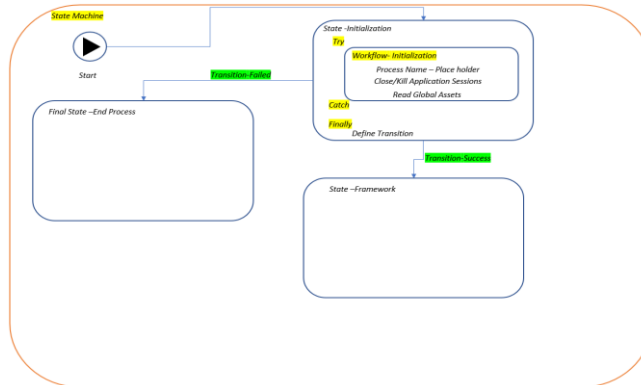 State Machine
Start
State -Initialization
Try
Workflow- Initialization
Process Name – Place holder
Close/Kill Application Sessions
Read Global Assets
Catch
Finally
Define Transition
Transition-Failed
Final State –End Process
Transition-Success
State –Framework